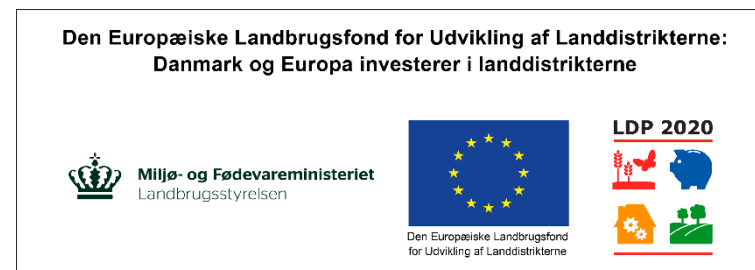 Den Europæiske Landbrugsfond for Udvikling af Landdistrikterne:
Danmark og Europa investerer i landdistrikterne
Miljø- og Fødevareministeriet
Landbrugsstyrelsen
Den Europæiske Landbrugsfond
for Udvikling af Landdistrikterne
LDP 2020